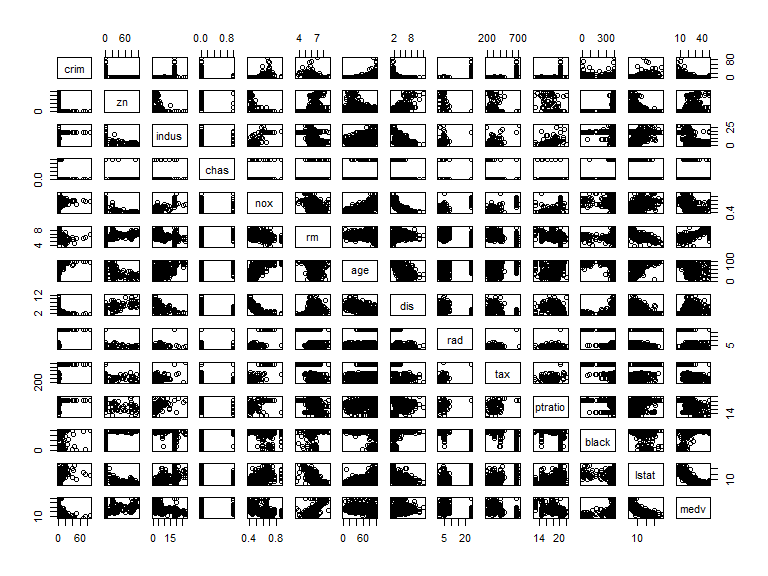 0 60 0.0 0.8 4 7 2 8 200 700 0 300 10 40
crim 0 80
0 zn
indus 0 25
0.0 chas
nox 0.4
4 8 rm
age 0 100
2 12 dis
rad 5
200 tax
ptratio 14
0 black
lstat 10
10 medv
0 60 0 15 0.4 0.8 0 60 5 20 14 20 10